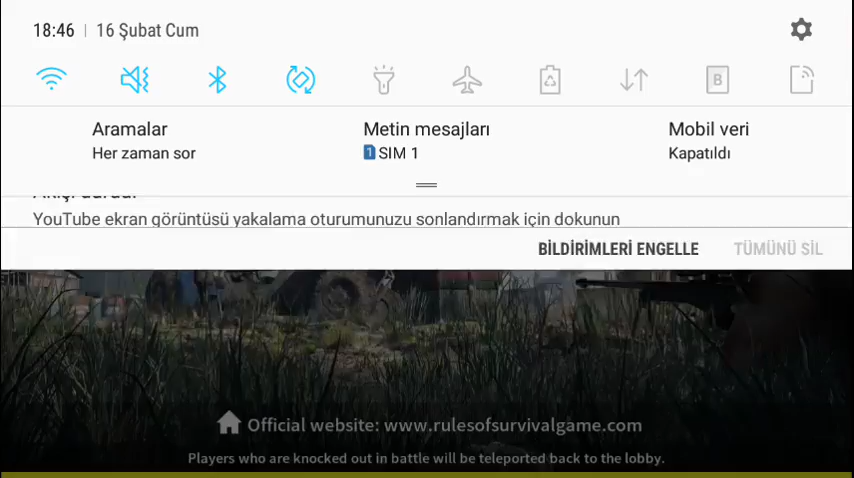 18:46 | 16 Şubat Cum
B
Aramalar Metin mesajları Mobil veri
Her zaman sor 1 SIM 1 Kapatıldı
Akışı durdur
YouTube ekran görüntüsü yakalama oturumunuzu sonlandırmak için dokunun
BİLDİRİMLERİ ENGELLE TÜMÜNÜ SİL
Official website: www.rulesofsurvivalgame.com
Players who are knocked out in battle will be teleported back to the lobby.